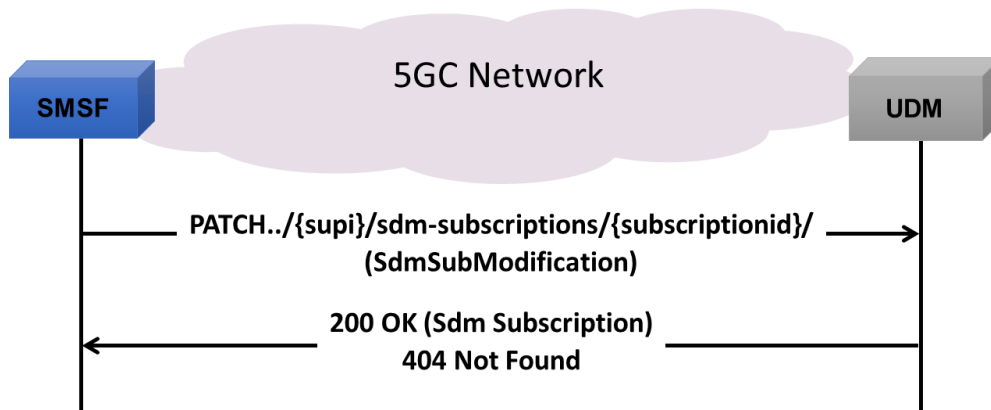 5GC Network
SMSF
UDM
PATCH../{supi}/sdm-subscriptions/{subscriptionid}/
(SdmSubModification)
200 OK (Sdm Subscription)
404 Not Found